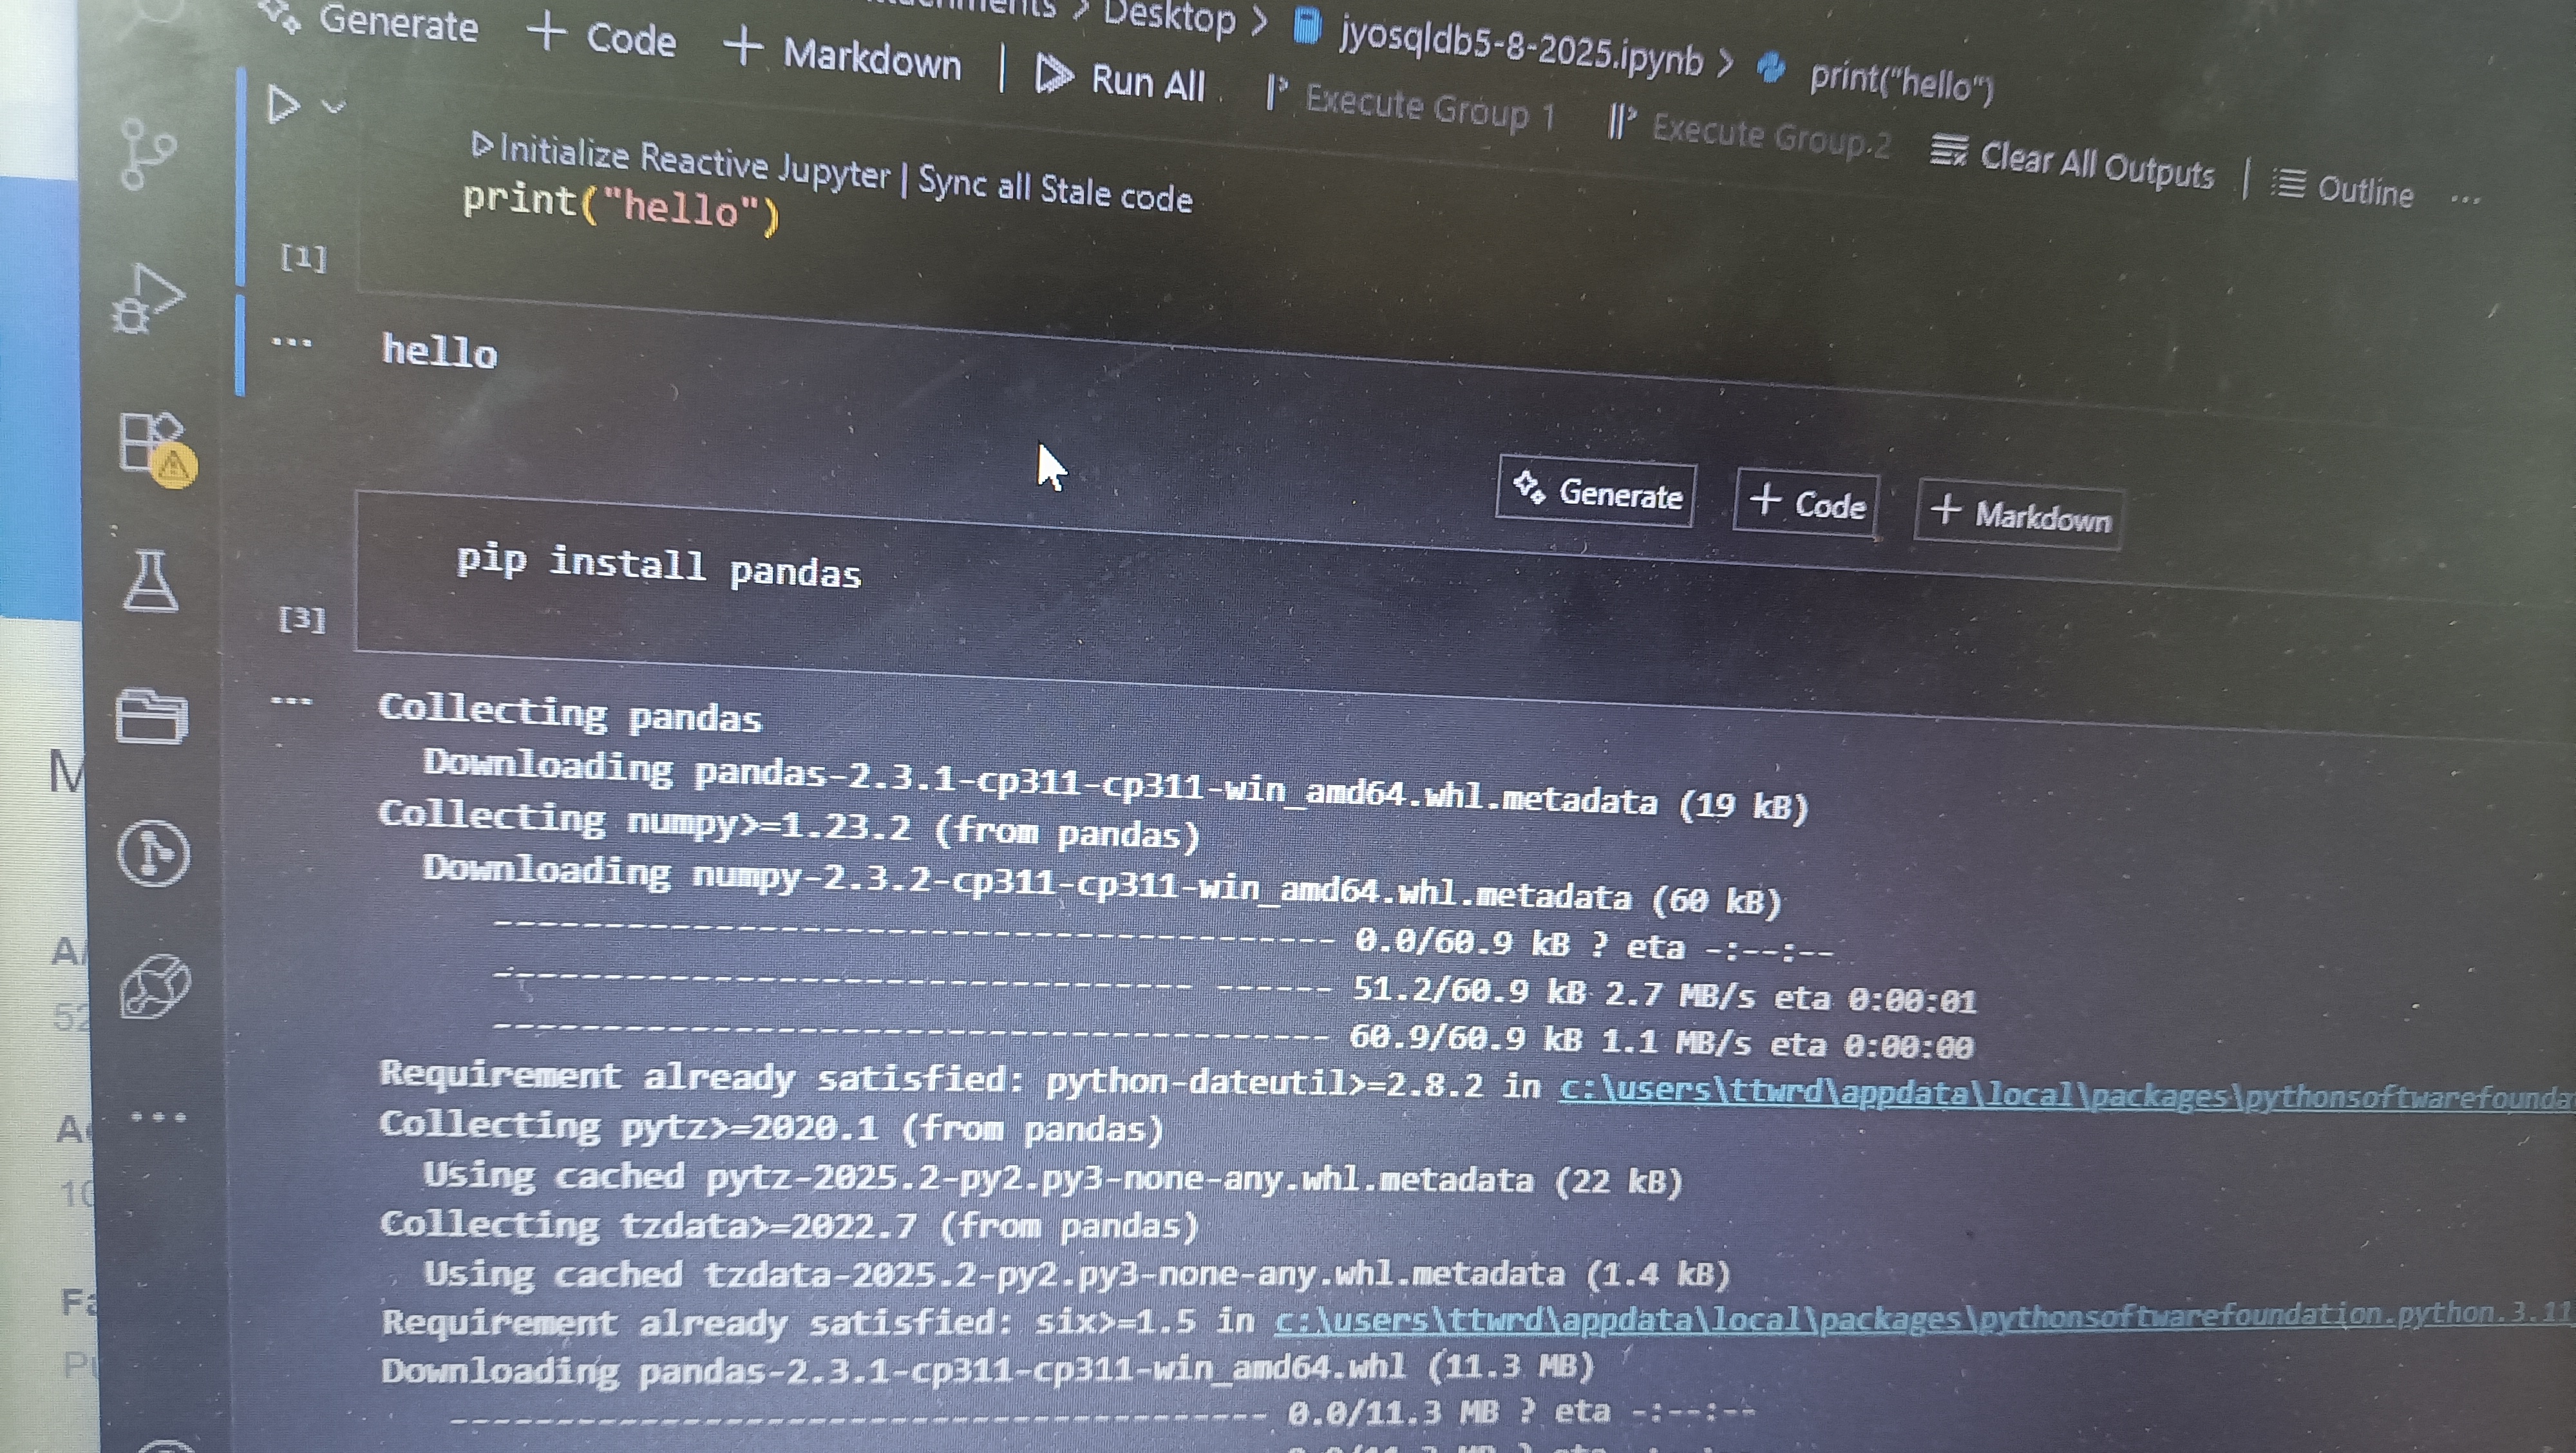 Desktop > jyosqldb5-8-2025.ipynb > print("hello")
Generate + Code + Markdown | Run All Execute Group 1 Execute Group 2 Clear All Outputs | Outline ...
Initialize Reactive Jupyter | Sync all Stale code
print("hello")
[1]
... hello
Generate + Code + Markdown
pip install pandas
[3]
... Collecting pandas
Downloading pandas-2.3.1-cp311-cp311-win_amd64.whl.metadata (19 kB)
Collecting numpy>=1.23.2 (from pandas)
Downloading numpy-2.3.2-cp311-cp311-win_amd64.whl.metadata (60 kB)
---------------------------------------- 0.0/60.9 kB ? eta -:--:--
--------------------------------- ------ 51.2/60.9 kB 2.7 MB/s eta 0:00:01
---------------------------------------- 60.9/60.9 kB 1.1 MB/s eta 0:00:00
Requirement already satisfied: python-dateutil>=2.8.2 in c:\users\ttwrd\appdata\local\packages\pythonsoftwarefounda
Collecting pytz>=2020.1 (from pandas)
Using cached pytz-2025.2-py2.py3-none-any.whl.metadata (22 kB)
Collecting tzdata>=2022.7 (from pandas)
Using cached tzdata-2025.2-py2.py3-none-any.whl.metadata (1.4 kB)
Requirement already satisfied: six>=1.5 in c:\users\ttwrd\appdata\local\packages\pythonsoftwarefoundation.python.3.11
Downloading pandas-2.3.1-cp311-cp311-win_amd64.whl (11.3 MB)
---------------------------------------- 0.0/11.3 MB ? eta -:--:--